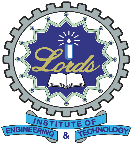 Lords
INSTITUTE OF
ENGINEERING & TECHNOLOGY